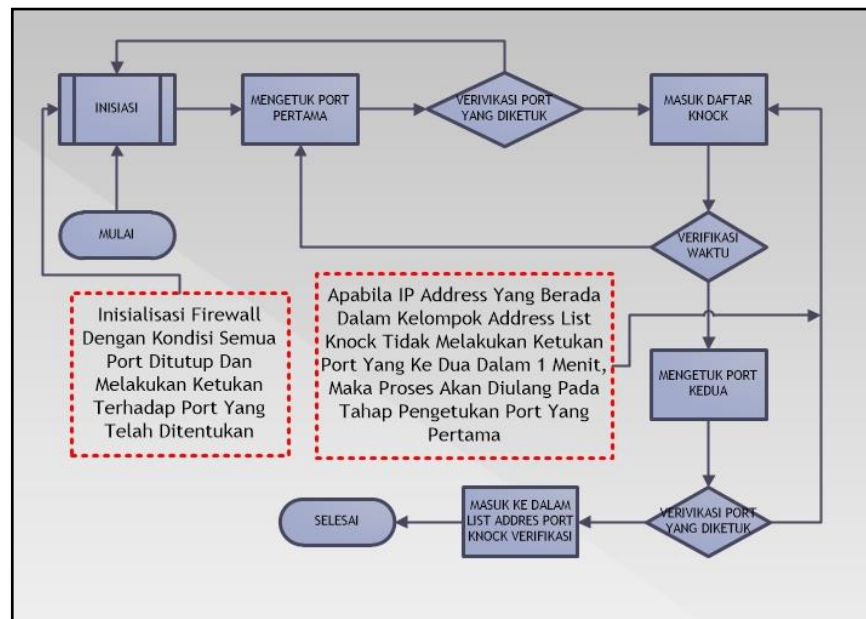 INISIASI
MENGETUK PORT
PERTAMA
VERIVIKASI PORT
YANG DIKETUK
MASUK DAFTAR
KNOCK
MULAI
VERIFIKASI
WAKTU
Inisialisasi Firewall
Dengan Kondisi Semua
Port Ditutup Dan
Melakukan Ketukan
Terhadap Port Yang
Telah Ditentukan
Apabila IP Address Yang Berada
Dalam Kelompok Address List
Knock Tidak Melakukan Ketukan
Port Yang Ke Dua Dalam 1 Menit,
Maka Proses Akan Diulang Pada
Tahap Pengetukan Port Yang
Pertama
MENGETUK PORT
KEDUA
SELESAI
MASUK KE DALAM
LIST ADDRES PORT
KNOCK VERIFIKASI
VERIVIKASI PORT
YANG DIKETUK